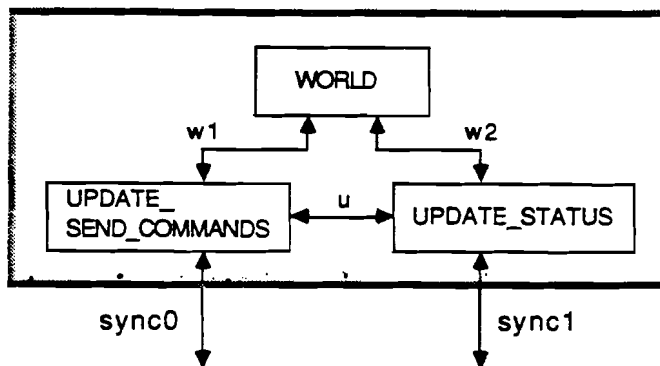 WORLD
w1
w2
UPDATE_
SEND_COMMANDS
u
UPDATE_STATUS
sync0
sync1